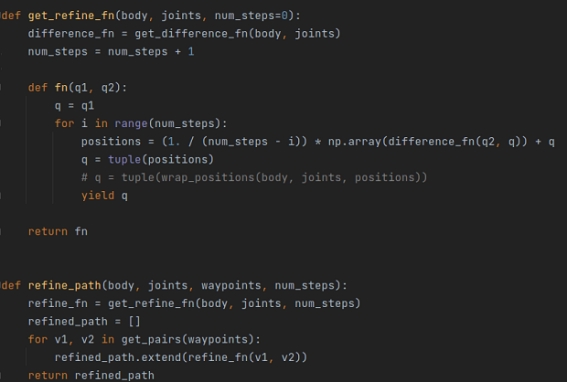 def get_refine_fn(body, joints, num_steps=0):
    difference_fn = get_difference_fn(body, joints)
    num_steps = num_steps + 1
    def fn(q1, q2):
        q = q1
        for i in range(num_steps):
            positions = (1. / (num_steps - i)) * np.array(difference_fn(q2, q)) + q
            q = tuple(positions)
            # q = tuple(wrap_positions(body, joints, positions))
            yield q
    return fn
def refine_path(body, joints, waypoints, num_steps):
    refine_fn = get_refine_fn(body, joints, num_steps)
    refined_path = []
    for v1, v2 in get_pairs(waypoints):
        refined_path.extend(refine_fn(v1, v2))
    return refined_path